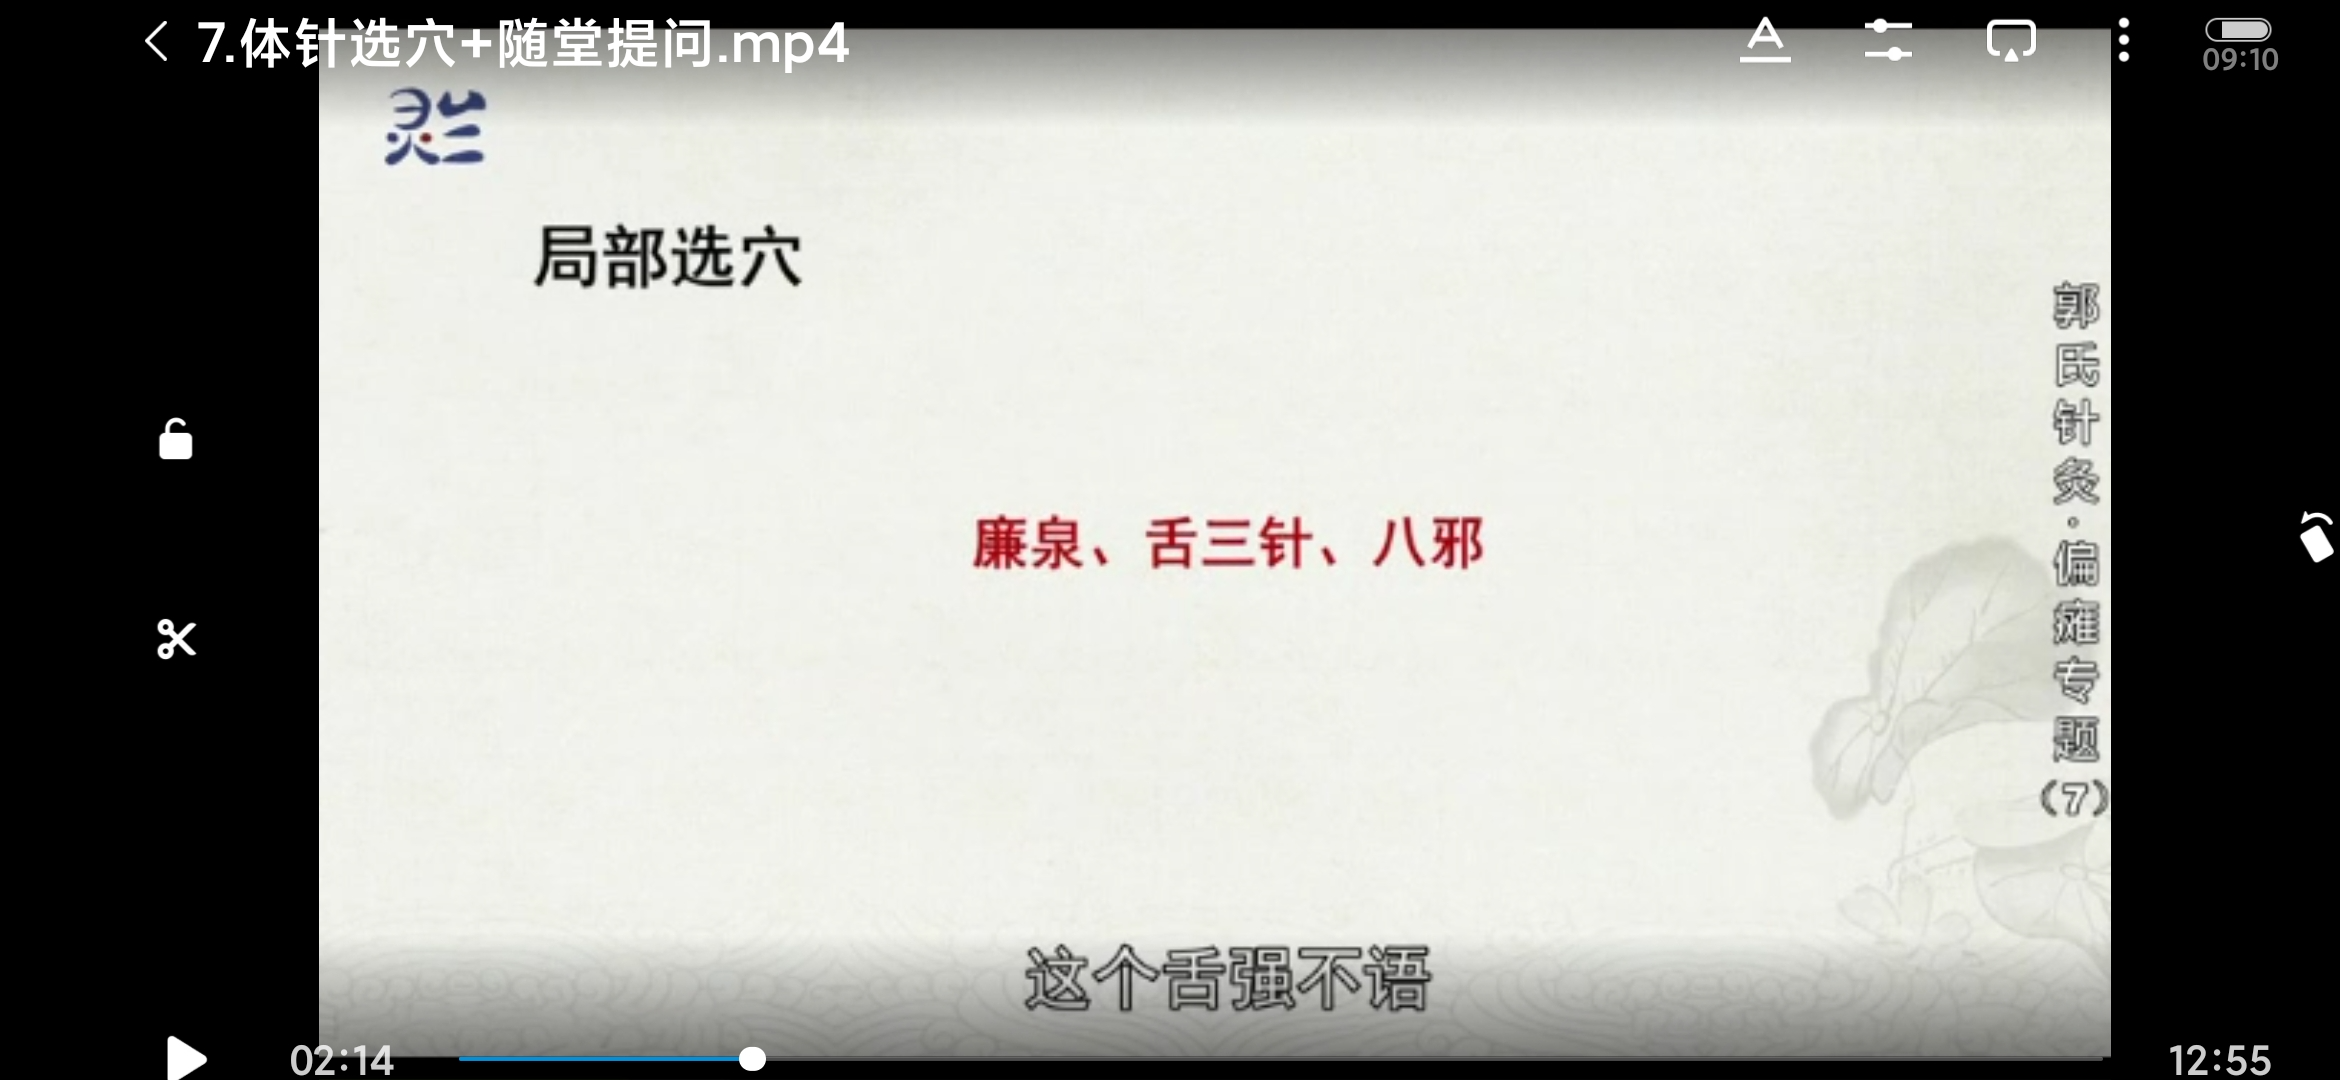 7.体针选穴+随堂提问.mp4
09:10
灵兰
局部选穴
廉泉、舌三针、八邪
郭氏针灸·偏瘫专题(7)
这个舌强不语
02:14
12:55